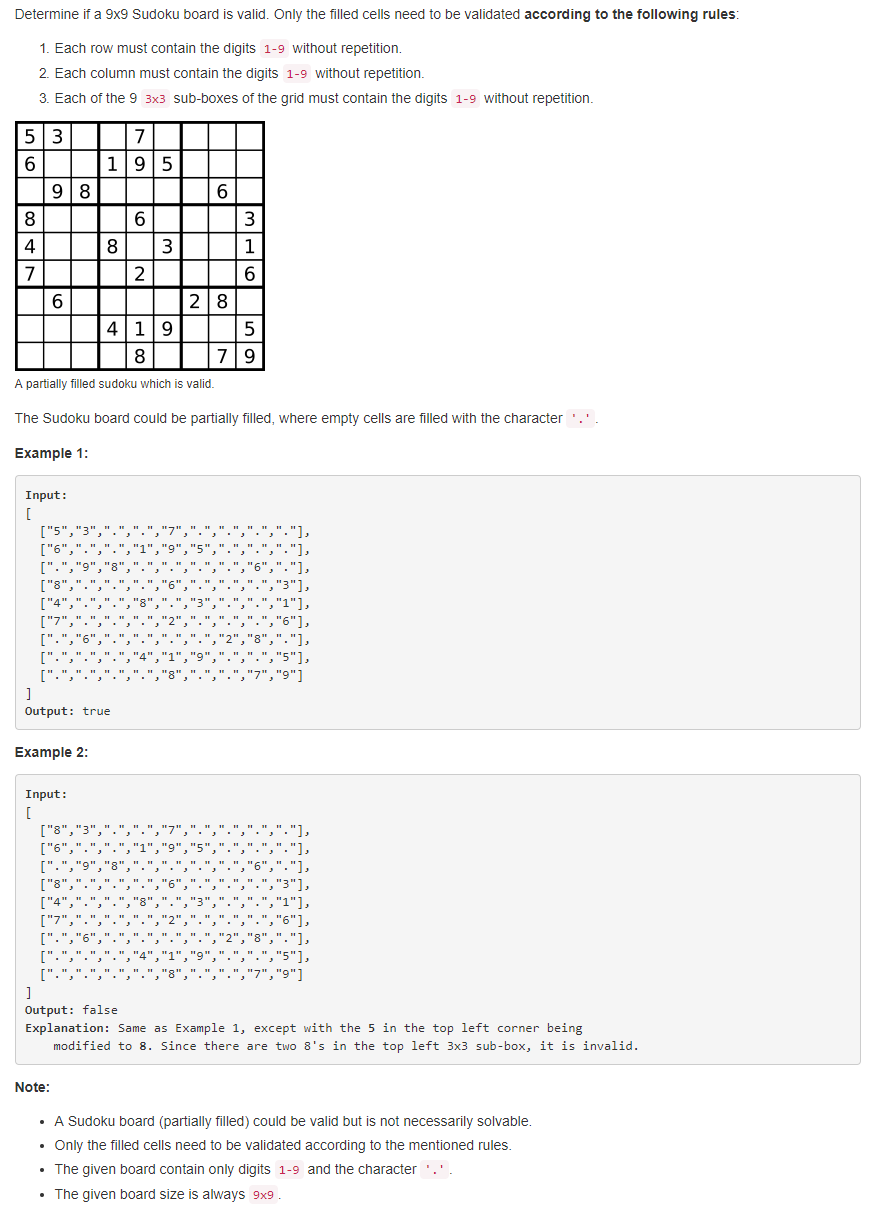 Determine if a 9x9 Sudoku board is valid. Only the filled cells need to be validated according to the following rules:
1. Each row must contain the digits 1-9 without repetition.
2. Each column must contain the digits 1-9 without repetition.
3. Each of the 9 3x3 sub-boxes of the grid must contain the digits 1-9 without repetition.
5 3 7
6 1 9 5
9 8 6
8 6 3
4 8 3 1
7 2 6
6 2 8
4 1 9 5
8 7 9
A partially filled sudoku which is valid.
The Sudoku board could be partially filled, where empty cells are filled with the character '.'.
Example 1:
Input:
[
["5","3",".",".","7",".",".",".","."],
["6",".",".","1","9","5",".",".","."],
[".","9","8",".",".",".",".","6","."],
["8",".",".",".","6",".",".",".","3"],
["4",".",".","8",".","3",".",".","1"],
["7",".",".",".","2",".",".",".","6"],
[".","6",".",".",".",".","2","8","."],
[".",".",".","4","1","9",".",".","5"],
[".",".",".",".","8",".",".","7","9"]
]
Output: true
Example 2:
Input:
[
["8","3",".",".","7",".",".",".","."],
["6",".",".","1","9","5",".",".","."],
[".","9","8",".",".",".",".","6","."],
["8",".",".",".","6",".",".",".","3"],
["4",".",".","8",".","3",".",".","1"],
["7",".",".",".","2",".",".",".","6"],
[".","6",".",".",".",".","2","8","."],
[".",".",".","4","1","9",".",".","5"],
[".",".",".",".","8",".",".","7","9"]
]
Output: false
Explanation: Same as Example 1, except with the 5 in the top left corner being
modified to 8. Since there are two 8's in the top left 3x3 sub-box, it is invalid.
Note:
• A Sudoku board (partially filled) could be valid but is not necessarily solvable.
• Only the filled cells need to be validated according to the mentioned rules.
• The given board contain only digits 1-9 and the character '.'.
• The given board size is always 9x9.